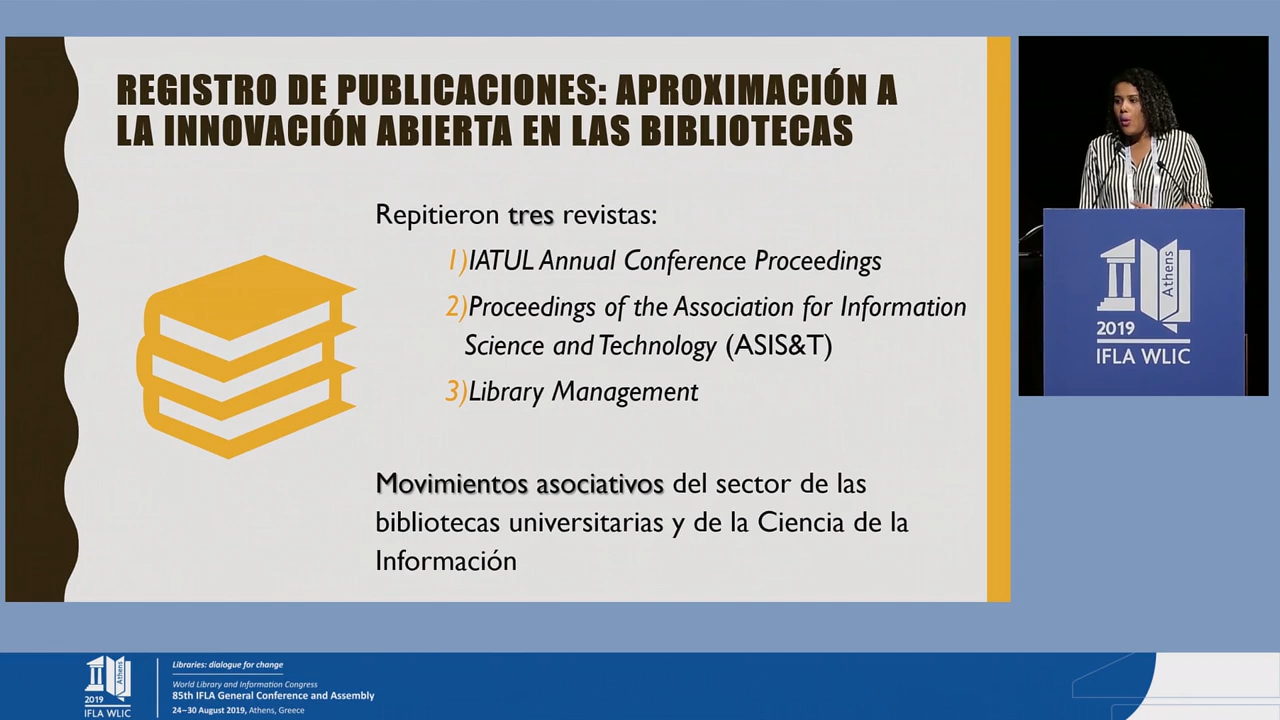 REGISTRO DE PUBLICACIONES: APROXIMACIÓN A
LA INNOVACIÓN ABIERTA EN LAS BIBLIOTECAS
Repitieron tres revistas:
1)IATUL Annual Conference Proceedings
2)Proceedings of the Association for Information
Science and Technology (ASIS&T)
3)Library Management
Movimientos asociativos del sector de las
bibliotecas universitarias y de la Ciencia de la
Información
Athens
2019
IFLA WLIC
Athens
2019
IFLA WLIC
Libraries: dialogue for change
World Library and Information Congress
85th IFLA General Conference and Assembly
24–30 August 2019, Athens, Greece